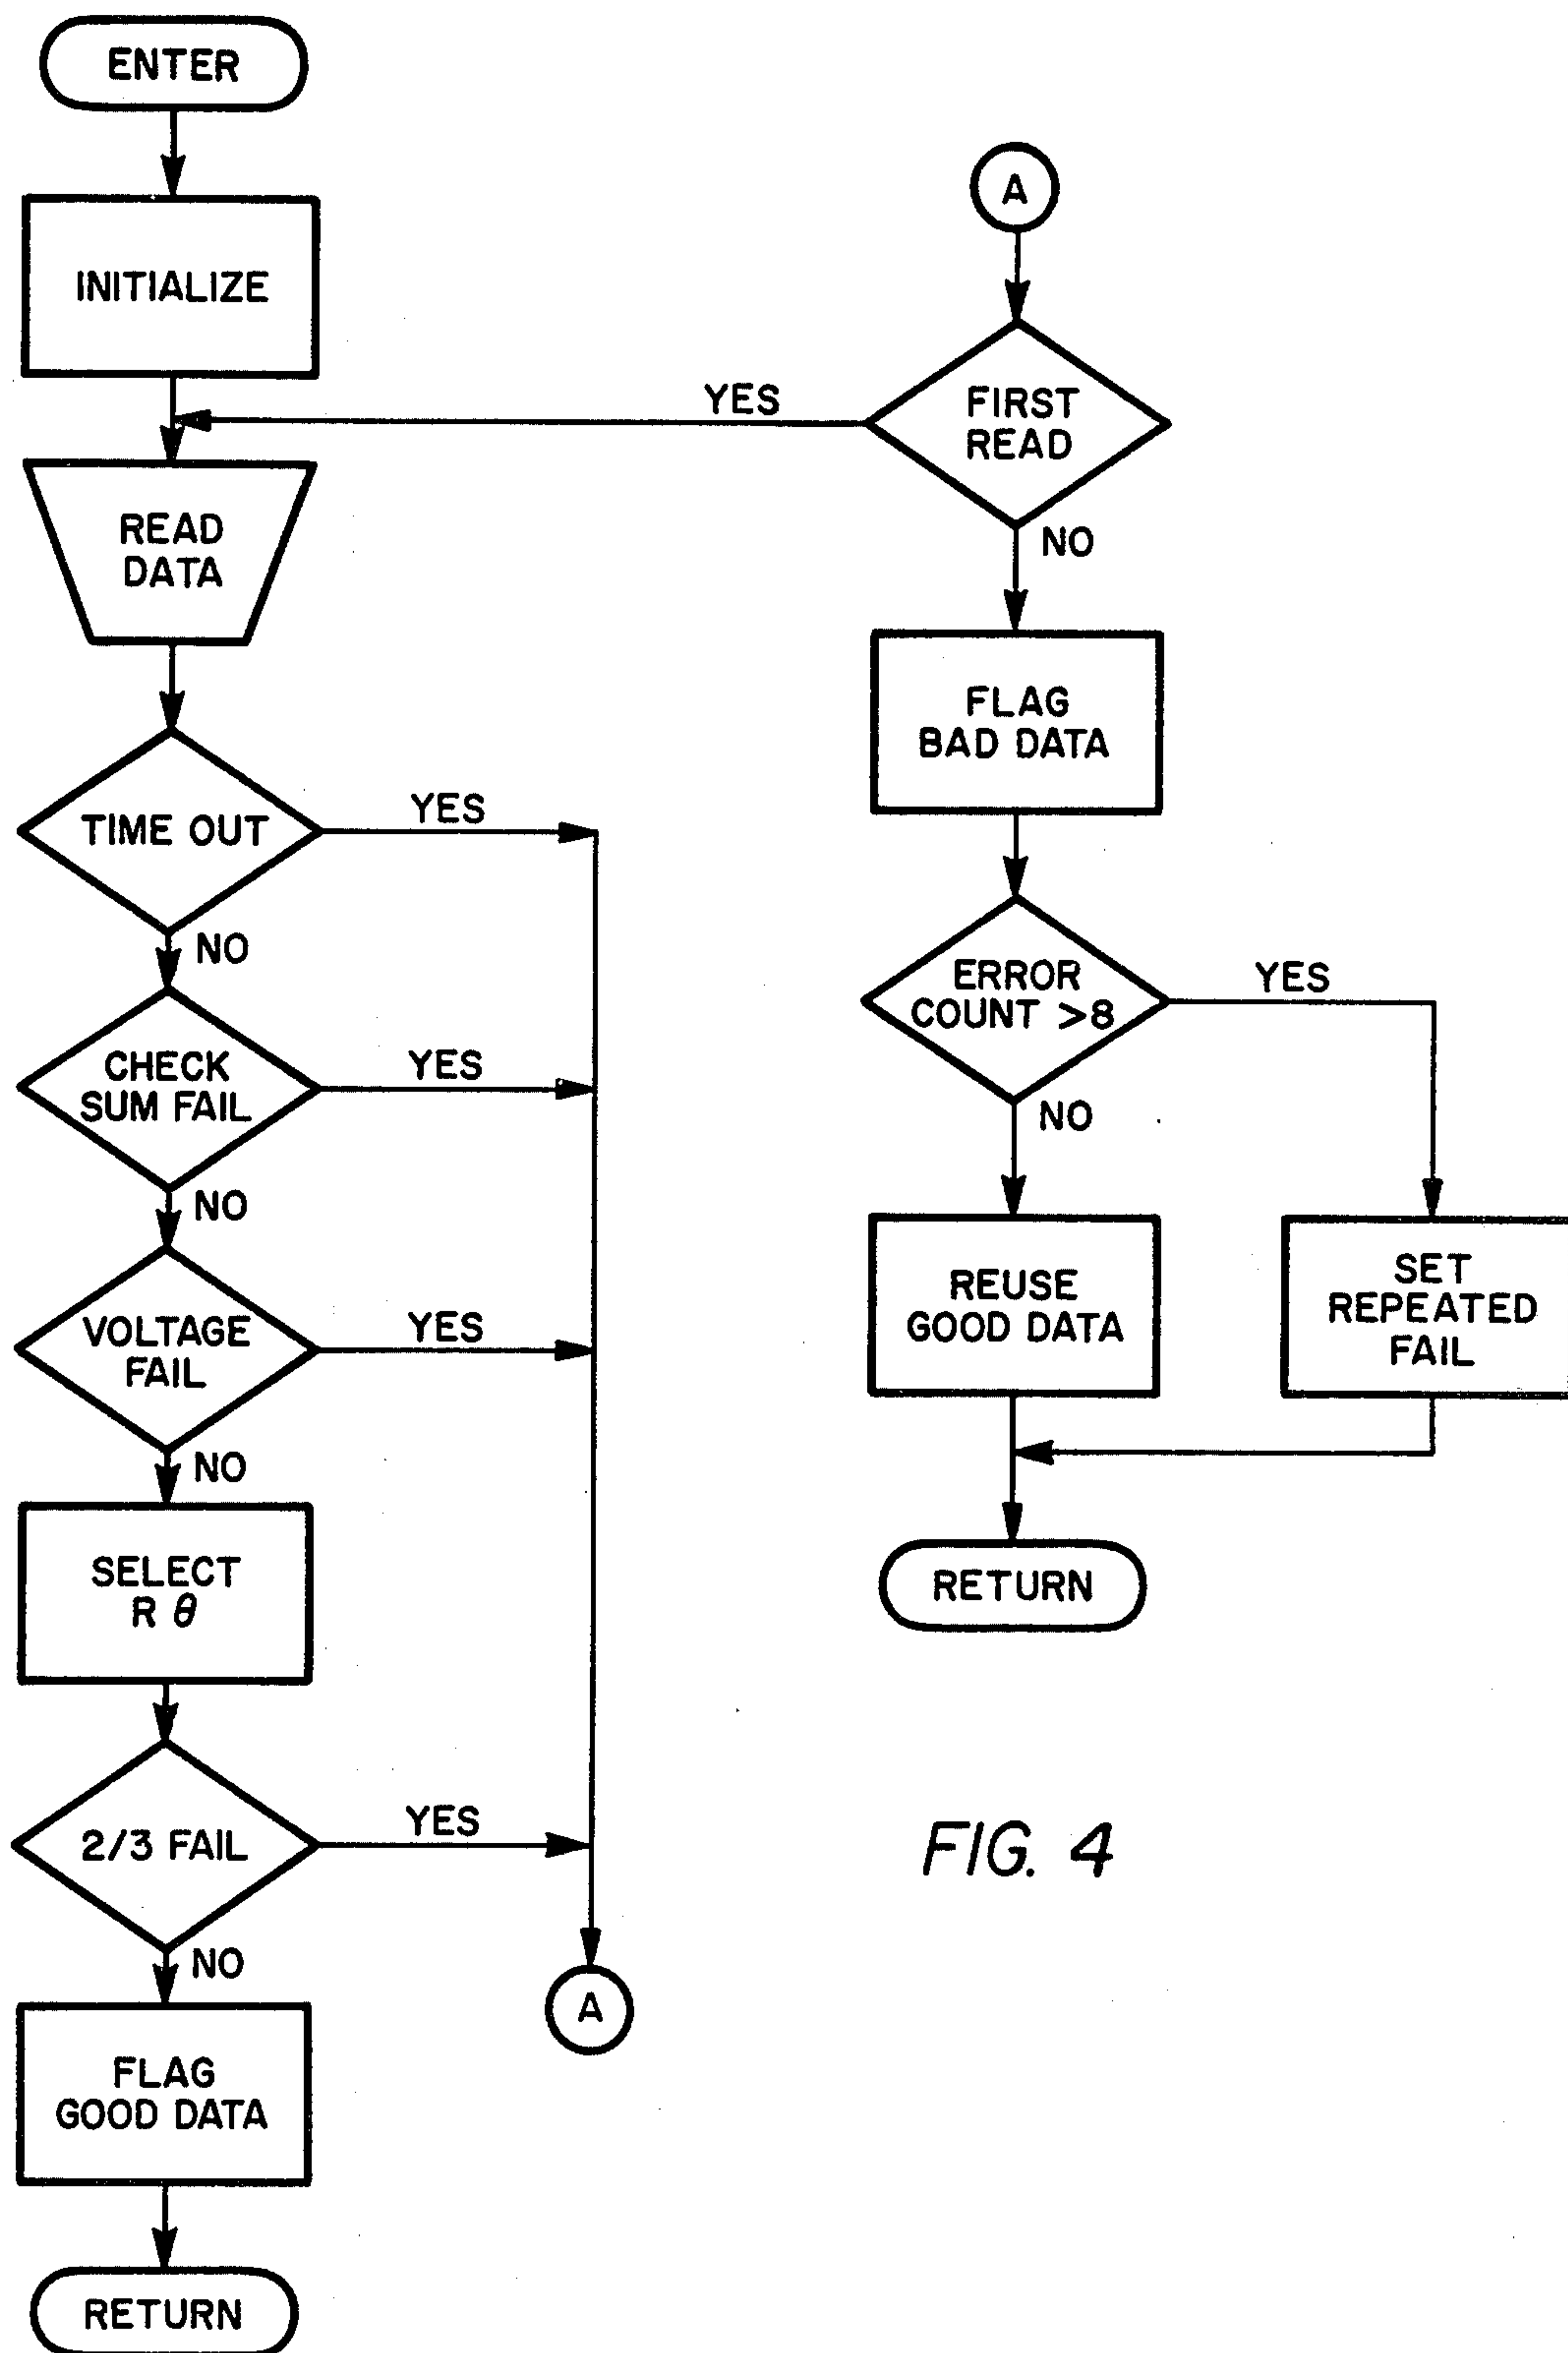 ENTER
INITIALIZE
READ
DATA
TIME OUT
YES
NO
CHECK
SUM FAIL
YES
NO
VOLTAGE
FAIL
YES
NO
SELECT
R θ
2/3 FAIL
YES
NO
A
FLAG
GOOD DATA
RETURN
A
FIRST
READ
YES
NO
FLAG
BAD DATA
ERROR
COUNT >8
YES
NO
REUSE
GOOD DATA
SET
REPEATED
FAIL
RETURN
FIG. 4